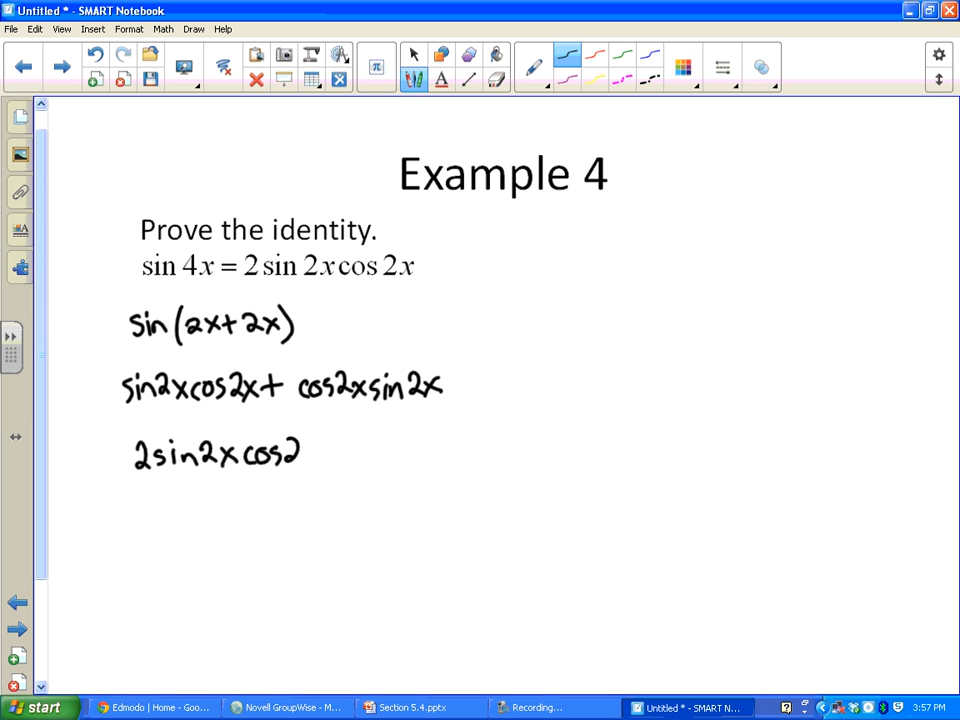 Untitled * - SMART Notebook
File Edit View Insert Format Math Draw Help
Example 4
Prove the identity.
sin 4x = 2 sin 2x cos 2x
sin(2x+2x)
sin2xcos2x+ cos2xsin2x
2sin2xcos2
start
Edmodo | Home - Goo...
Novell GroupWise - M...
Section 5.4.pptx
Recording...
Untitled * - SMART N...
3:57 PM